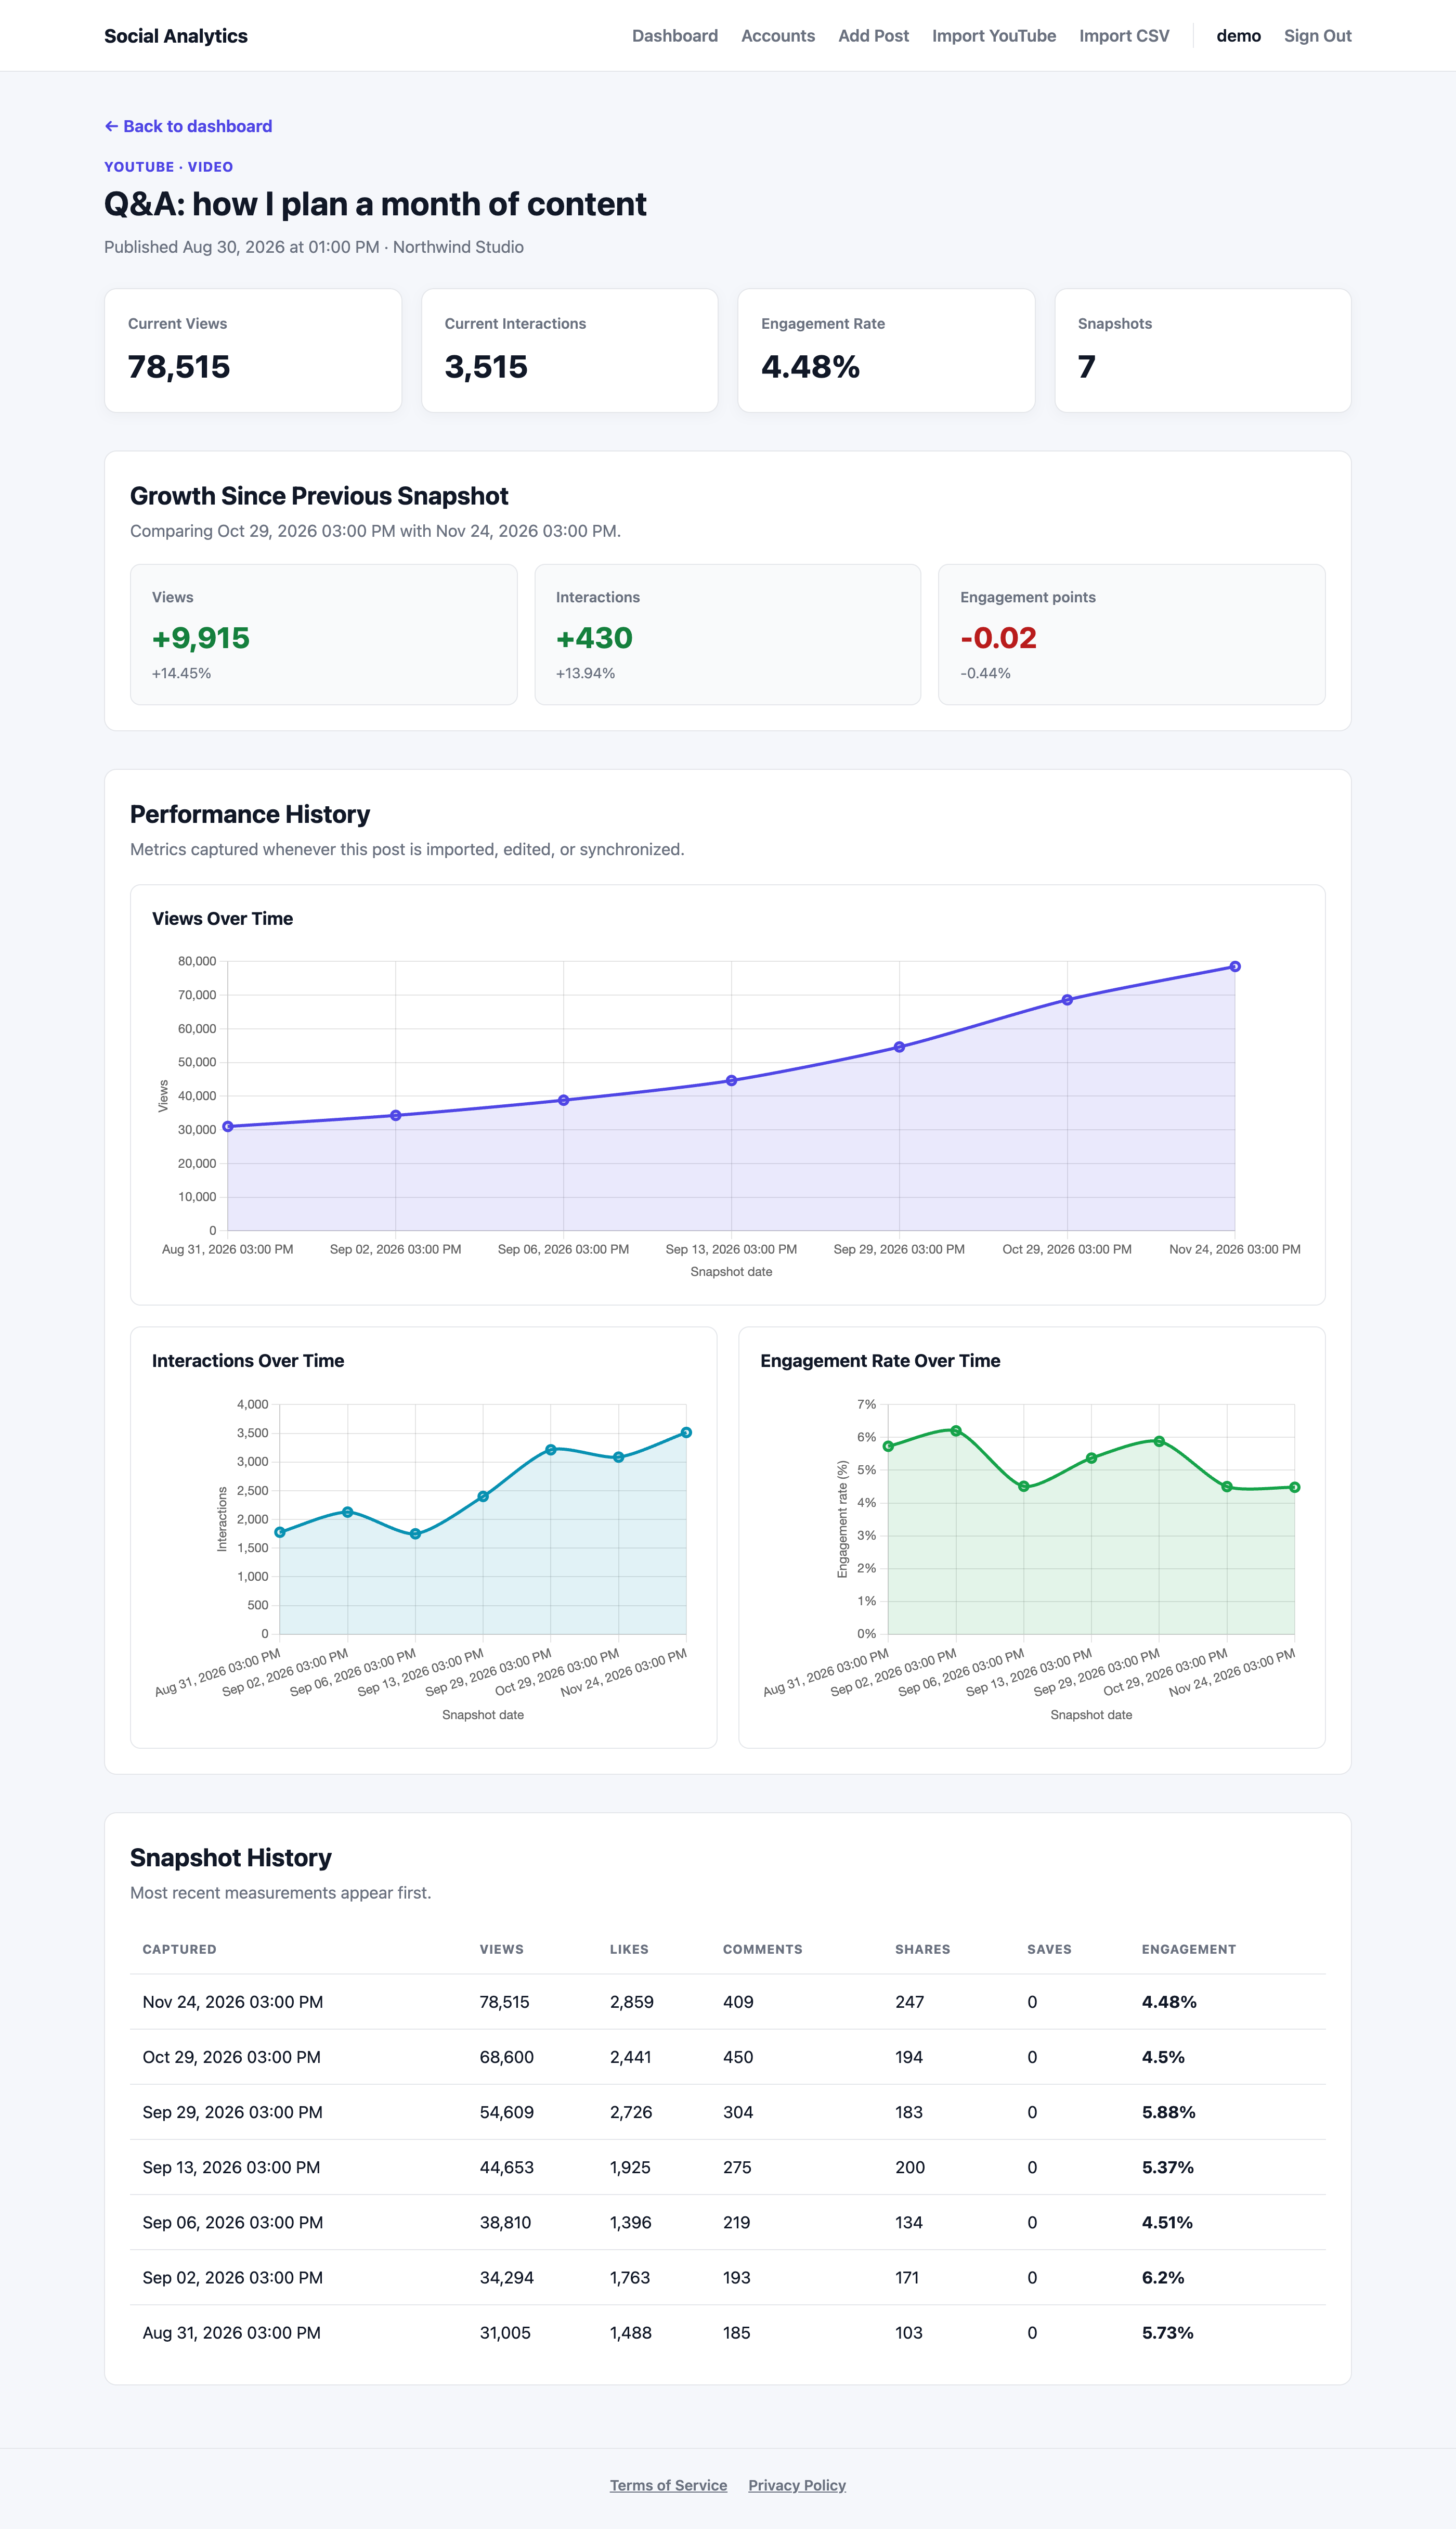 Social Analytics
Dashboard Accounts Add Post Import YouTube Import CSV demo Sign Out
← Back to dashboard
YOUTUBE · VIDEO
Q&A: how I plan a month of content
Published Aug 30, 2026 at 01:00 PM · Northwind Studio
Current Views
78,515
Current Interactions
3,515
Engagement Rate
4.48%
Snapshots
7
Growth Since Previous Snapshot
Comparing Oct 29, 2026 03:00 PM with Nov 24, 2026 03:00 PM.
Views
+9,915
+14.45%
Interactions
+430
+13.94%
Engagement points
-0.02
-0.44%
Performance History
Metrics captured whenever this post is imported, edited, or synchronized.
Views Over Time
80,000
70,000
60,000
50,000
40,000
30,000
20,000
10,000
0
Views
Aug 31, 2026 03:00 PM Sep 02, 2026 03:00 PM Sep 06, 2026 03:00 PM Sep 13, 2026 03:00 PM Sep 29, 2026 03:00 PM Oct 29, 2026 03:00 PM Nov 24, 2026 03:00 PM
Snapshot date
Interactions Over Time
4,000
3,500
3,000
2,500
2,000
1,500
1,000
500
0
Interactions
Aug 31, 2026 03:00 PM
Sep 02, 2026 03:00 PM
Sep 06, 2026 03:00 PM
Sep 13, 2026 03:00 PM
Sep 29, 2026 03:00 PM
Oct 29, 2026 03:00 PM
Nov 24, 2026 03:00 PM
Snapshot date
Engagement Rate Over Time
7%
6%
5%
4%
3%
2%
1%
0%
Engagement rate (%)
Aug 31, 2026 03:00 PM
Sep 02, 2026 03:00 PM
Sep 06, 2026 03:00 PM
Sep 13, 2026 03:00 PM
Sep 29, 2026 03:00 PM
Oct 29, 2026 03:00 PM
Nov 24, 2026 03:00 PM
Snapshot date
Snapshot History
Most recent measurements appear first.
CAPTURED VIEWS LIKES COMMENTS SHARES SAVES ENGAGEMENT
Nov 24, 2026 03:00 PM 78,515 2,859 409 247 0 4.48%
Oct 29, 2026 03:00 PM 68,600 2,441 450 194 0 4.5%
Sep 29, 2026 03:00 PM 54,609 2,726 304 183 0 5.88%
Sep 13, 2026 03:00 PM 44,653 1,925 275 200 0 5.37%
Sep 06, 2026 03:00 PM 38,810 1,396 219 134 0 4.51%
Sep 02, 2026 03:00 PM 34,294 1,763 193 171 0 6.2%
Aug 31, 2026 03:00 PM 31,005 1,488 185 103 0 5.73%
Terms of Service Privacy Policy